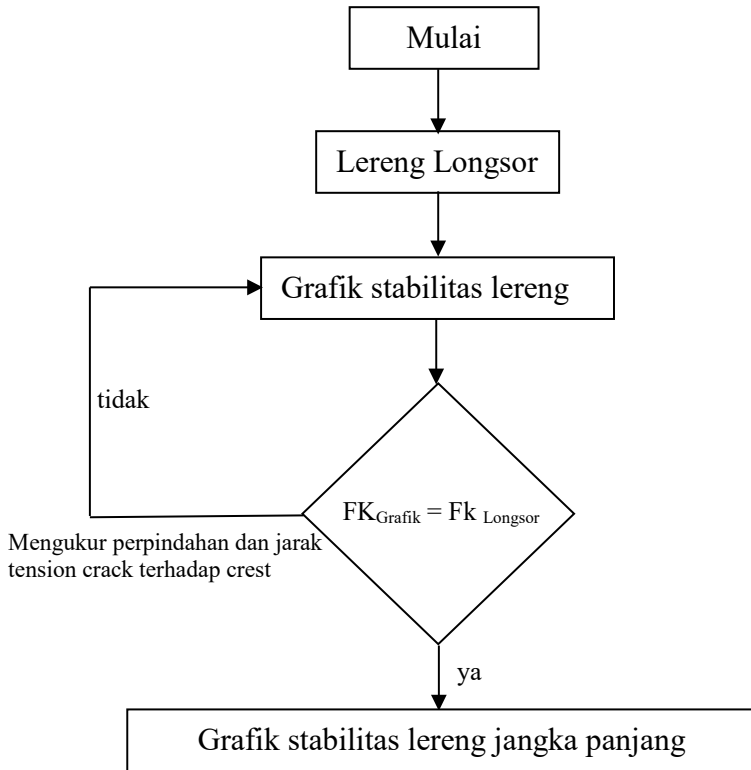 Mulai
Lereng Longsor
Grafik stabilitas lereng
tidak
FKGrafik = Fk Longsor
Mengukur perpindahan dan jarak
tension crack terhadap crest
ya
Grafik stabilitas lereng jangka panjang